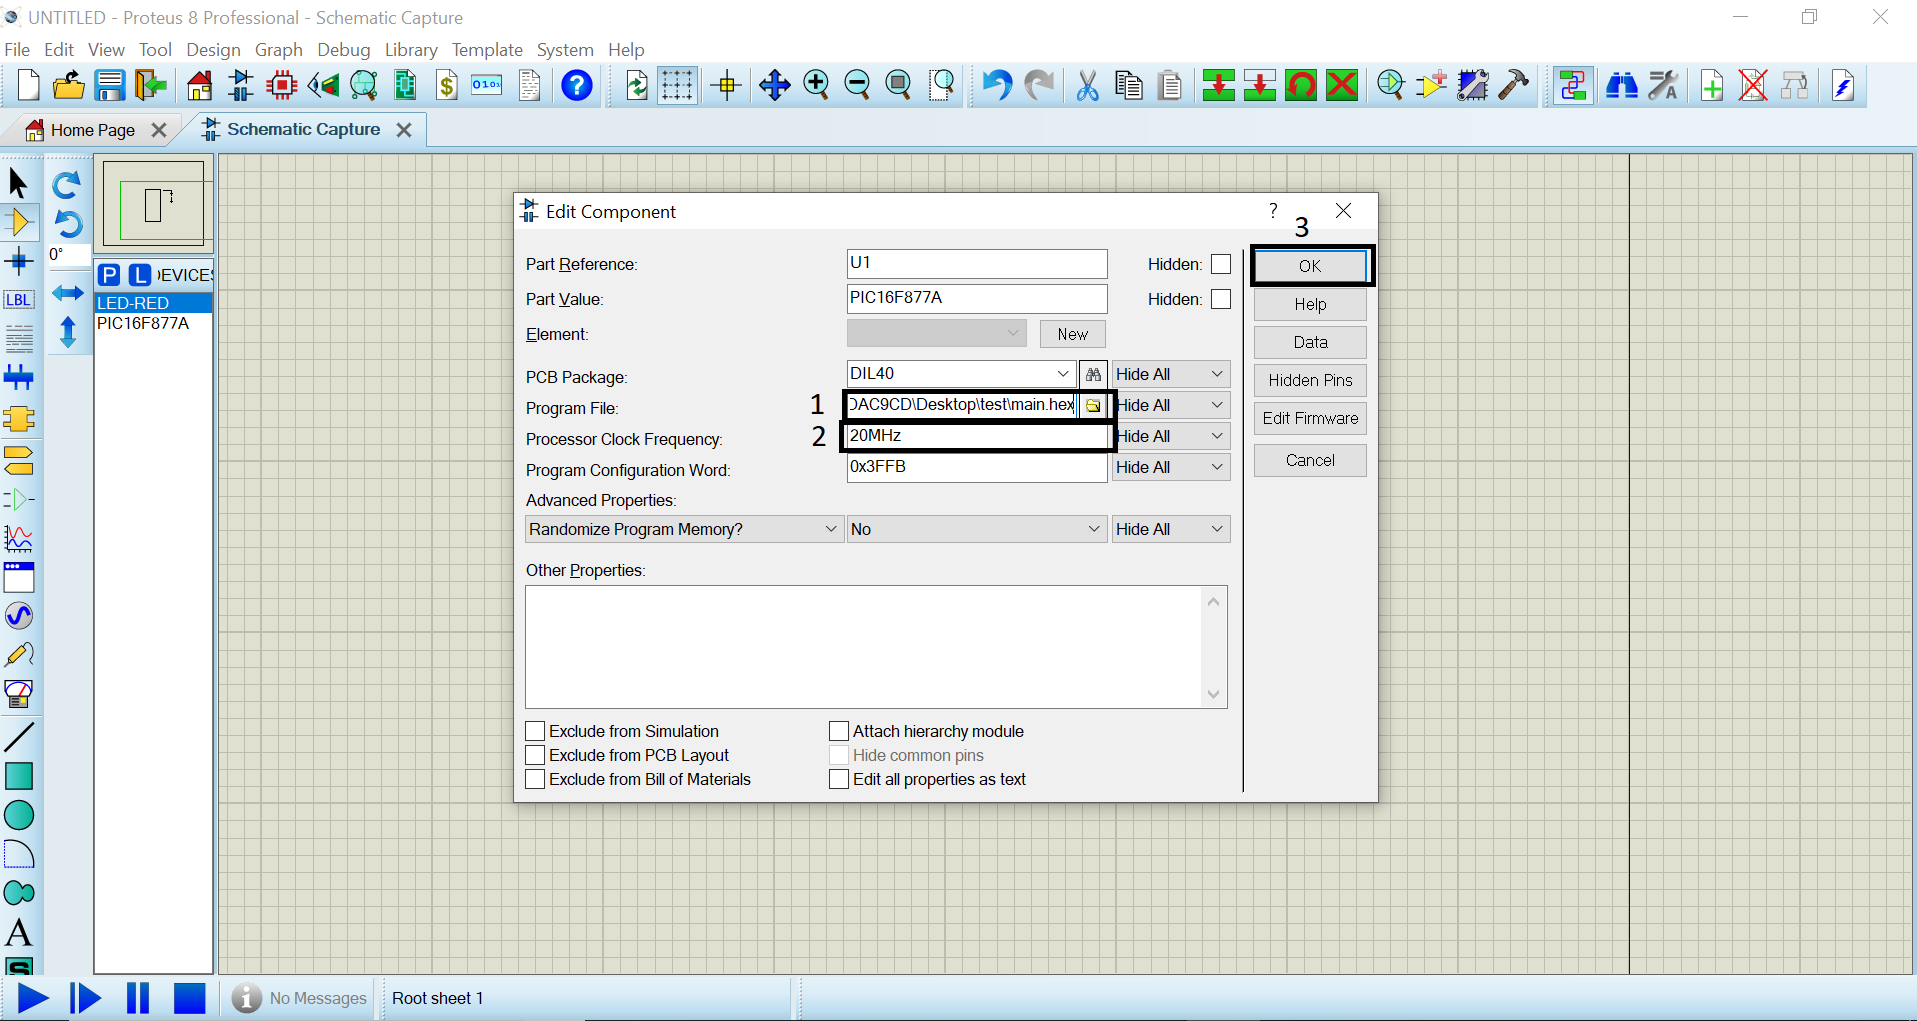 UNTITLED - Proteus 8 Professional - Schematic Capture
File Edit View Tool Design Graph Debug Library Template System Help
$ 0101 ?
Home Page Schematic Capture
Edit Component ?
3
0°
P L DEVICES
LED-RED
PIC16F877A
LBL
Part Reference: U1 Hidden: OK
Part Value: PIC16F877A Hidden: Help
Element: New Data
PCB Package: DIL40 Hide All Hidden Pins
Program File: 1 DAC9CD\Desktop\test\main.hex Hide All Edit Firmware
Processor Clock Frequency: 2 20MHz Hide All
Program Configuration Word: 0x3FFB Hide All Cancel
Advanced Properties:
Randomize Program Memory? No Hide All
Other Properties:
Exclude from Simulation Attach hierarchy module
Exclude from PCB Layout Hide common pins
Exclude from Bill of Materials Edit all properties as text
A
S
No Messages Root sheet 1